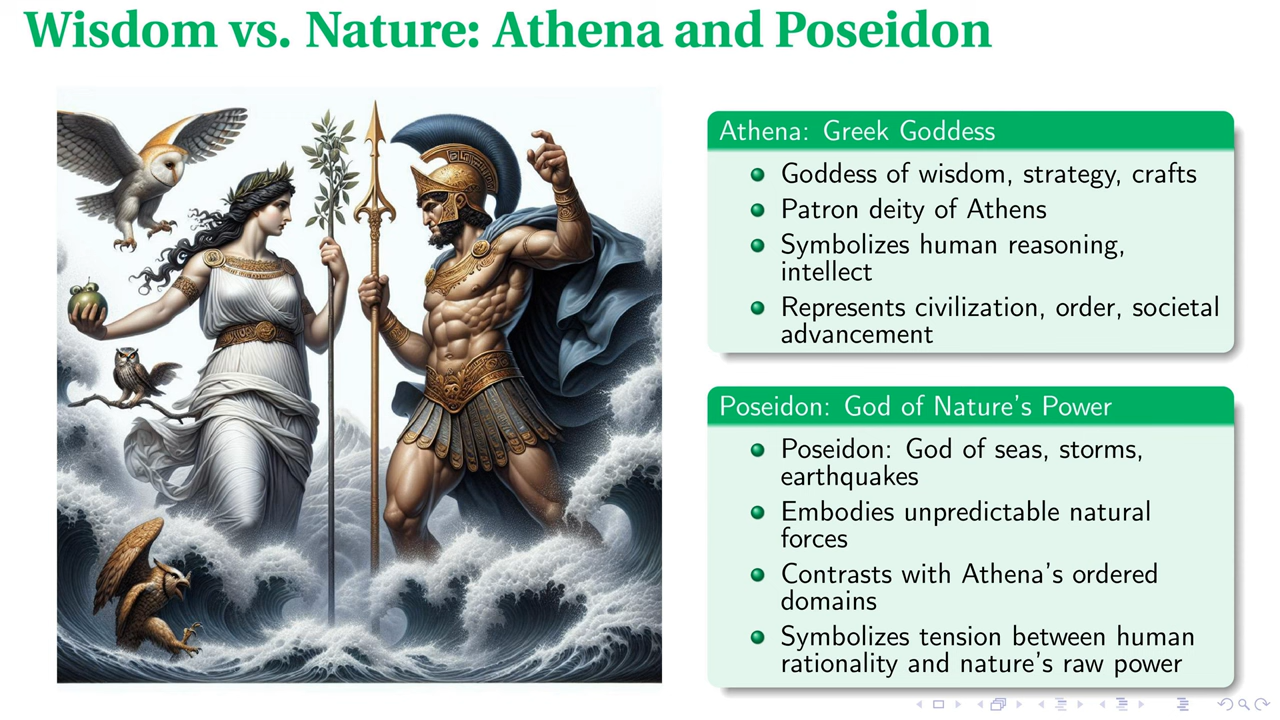 Wisdom vs. Nature: Athena and Poseidon
Athena: Greek Goddess
Goddess of wisdom, strategy, crafts
Patron deity of Athens
Symbolizes human reasoning,
intellect
Represents civilization, order, societal
advancement
Poseidon: God of Nature's Power
Poseidon: God of seas, storms,
earthquakes
Embodies unpredictable natural
forces
Contrasts with Athena's ordered
domains
Symbolizes tension between human
rationality and nature's raw power